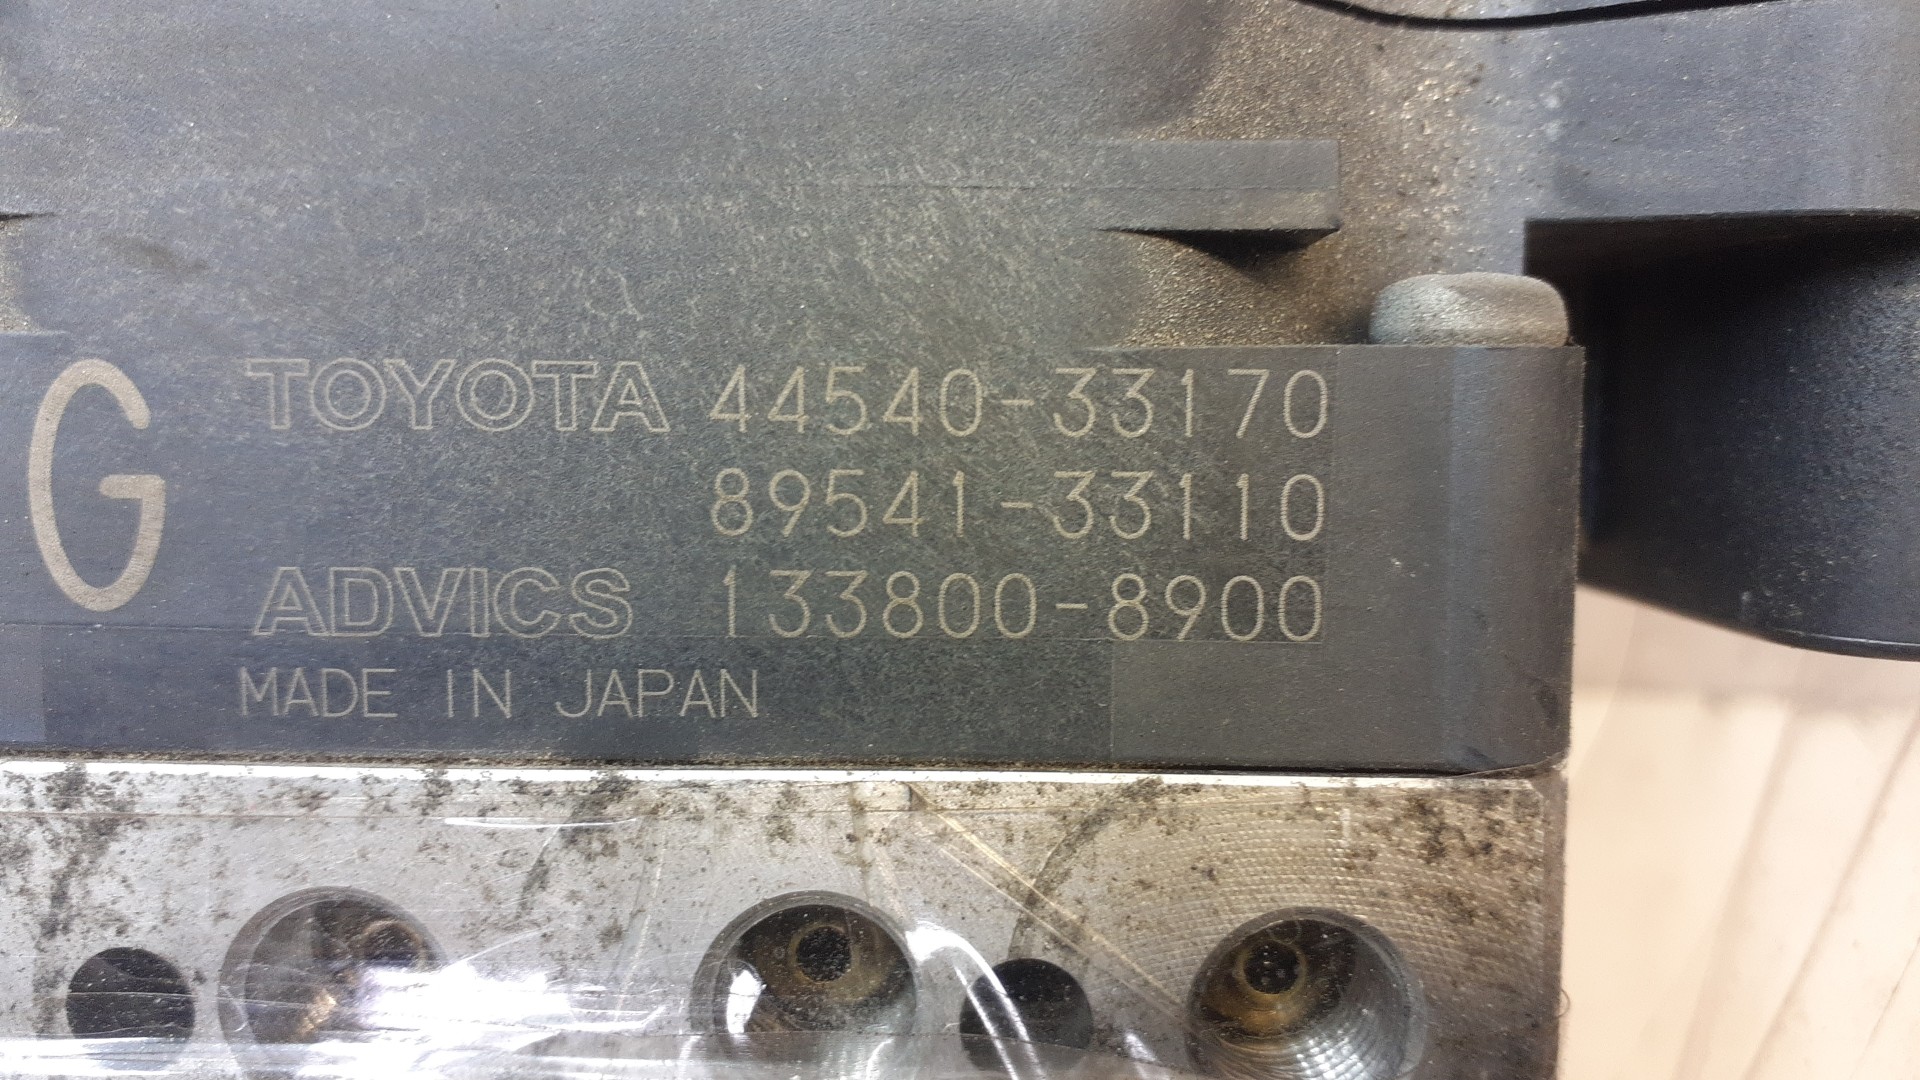 G
TOYOTA 44540-33170
89541-33110
ADVICS 133800-8900
MADE IN JAPAN